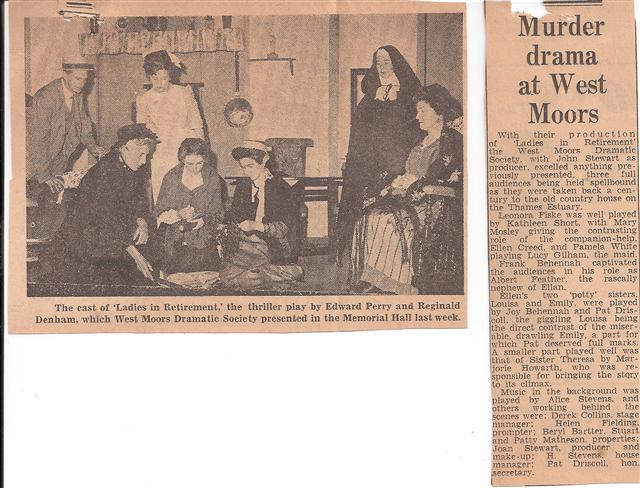 The cast of 'Ladies in Retirement,' the thriller play by Edward Perry and Reginald
Denham, which West Moors Dramatic Society presented in the Memorial Hall last week.
Murder
drama
at West
Moors
With their production
of 'Ladies in Retirement'
the West Moors Dramatic
Society, with John Stewart as
producer, excelled anything pre-
viously presented, three full
audiences being held spellbound
as they were taken back a cen-
tury to the old country house on
the Thames Estuary.
Leonora Fiske was well played
by Kathleen Short, with Mary
Mosley giving the contrasting
role of the companion-help,
Ellen Creed, and Pamela White
playing Lucy Gilham, the maid.
Frank Behennah captivated
the audiences in his role as
Albert Feather, the rascally
nephew of Ellan.
Ellen's two 'potty' sisters,
Louisa and Emily, were played
by Joy Behennah and Pat Dris-
coll, the giggling Louisa being
the direct contrast of the miser-
able, drawling Emily, a part for
which Pat deserved full marks.
A smaller part played well was
that of Sister Theresa by Mar-
jorie Howarth, who was re-
sponsible for bringing the story
to its climax.
Music in the background was
played by Alice Stevens, and
others working behind the
scenes were: Derek Collins, stage
manager; Helen Fielding,
prompter; Beryl Bartter, Stuart
and Patty Matheson, properties;
Joan Stewart, producer and
make-up; H. Stevens, house
manager; Pat Driscoll, hon.
secretary.